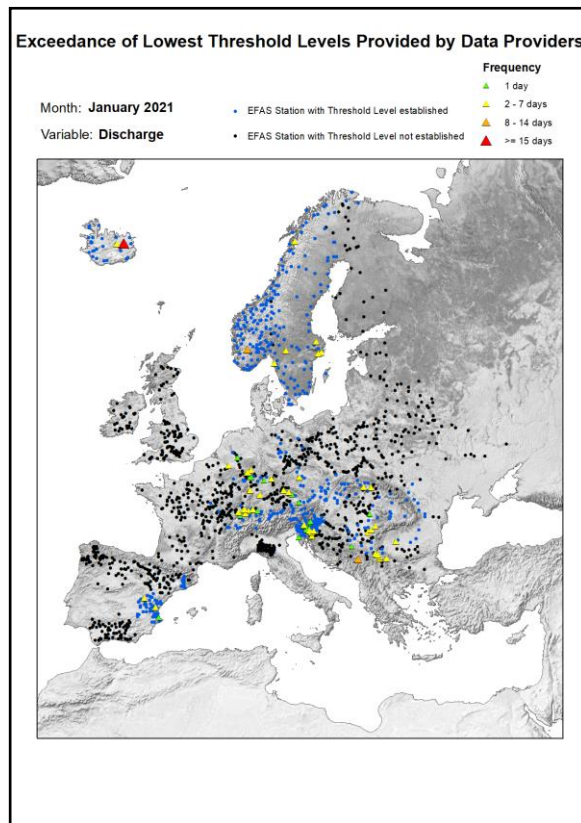 Exceedance of Lowest Threshold Levels Provided by Data Providers
Frequency
1 day
2 - 7 days
8 - 14 days
>= 15 days
Month: January 2021
EFAS Station with Threshold Level established
Variable: Discharge
EFAS Station with Threshold Level not established